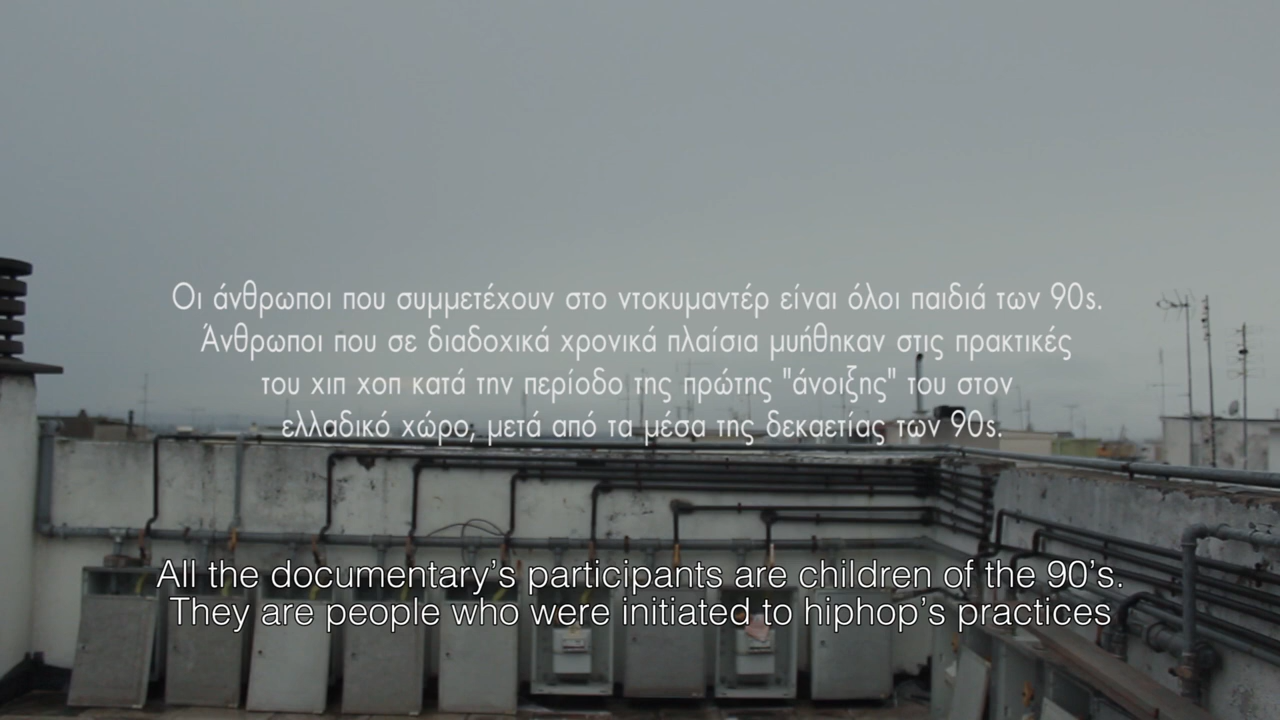 Οι άνθρωποι που συμμετέχουν στο ντοκυμαντέρ είναι όλοι παιδιά των 90s.
Άνθρωποι που σε διαδοχικά χρονικά πλαίσια μυήθηκαν στις πρακτικές
του χιπ χοπ κατά την περίοδο της πρώτης "άνοιξης" του στον
ελλαδικό χώρο, μετά από τα μέσα της δεκαετίας των 90s.
All the documentary's participants are children of the 90's.
They are people who were initiated to hiphop's practices